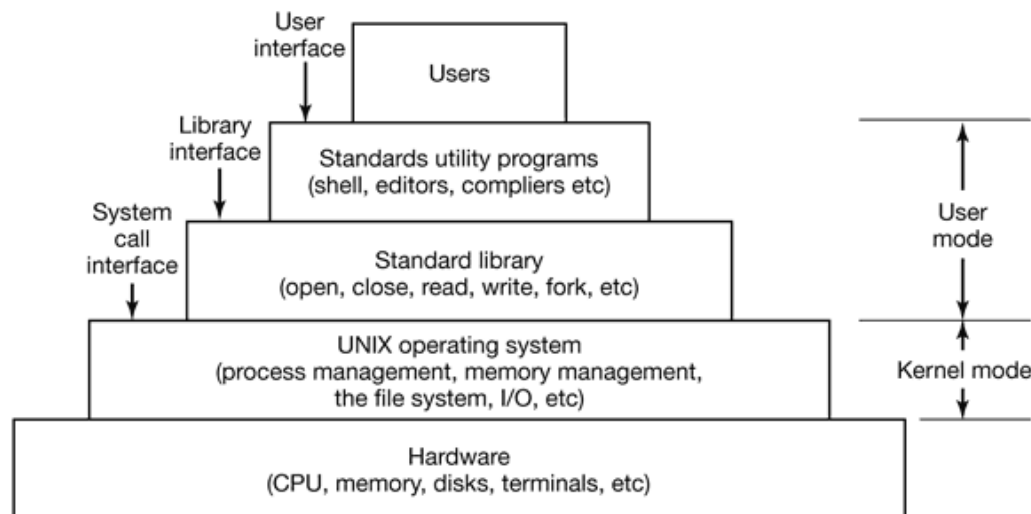 User
interface
Users
Library
interface
Standards utility programs
(shell, editors, compliers etc)
System
call
interface
User
mode
Standard library
(open, close, read, write, fork, etc)
UNIX operating system
(process management, memory management,
the file system, I/O, etc)
Kernel mode
Hardware
(CPU, memory, disks, terminals, etc)